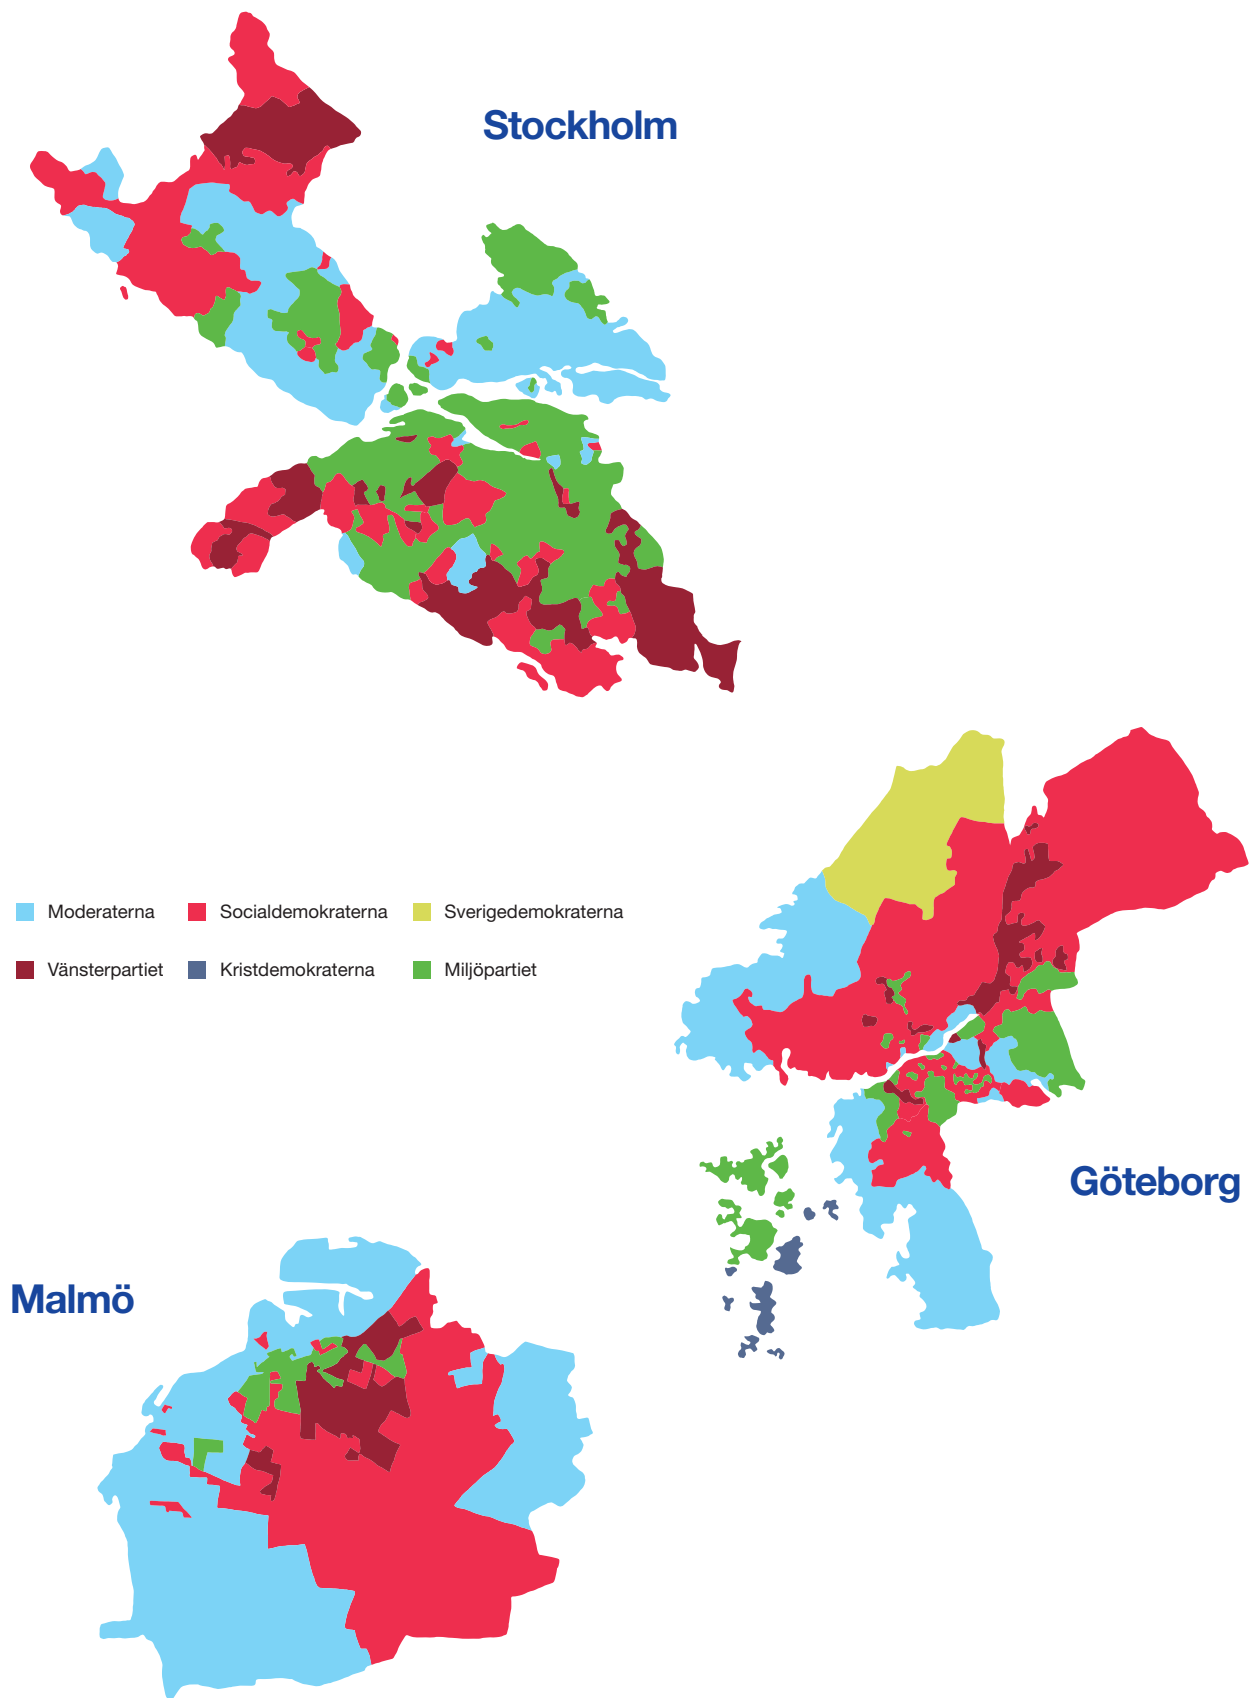 Stockholm
Moderaterna
Socialdemokraterna
Sverigedemokraterna
Vänsterpartiet
Kristdemokraterna
Miljöpartiet
Göteborg
Malmö